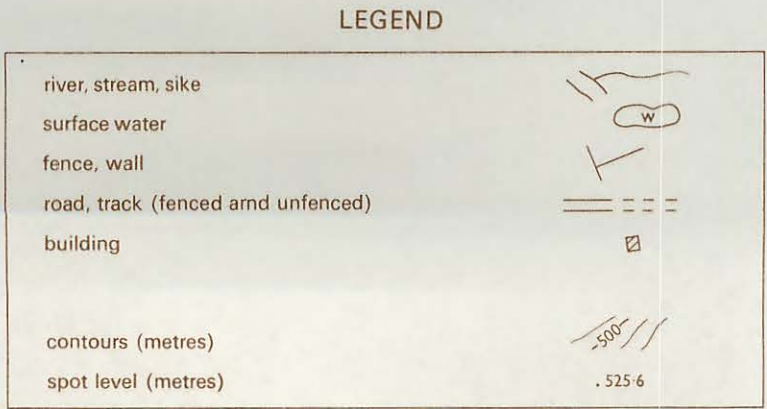 LEGEND
river, stream, sike
surface water W
fence, wall
road, track (fenced arnd unfenced)
building
contours (metres) -500-
spot level (metres) . 525·6